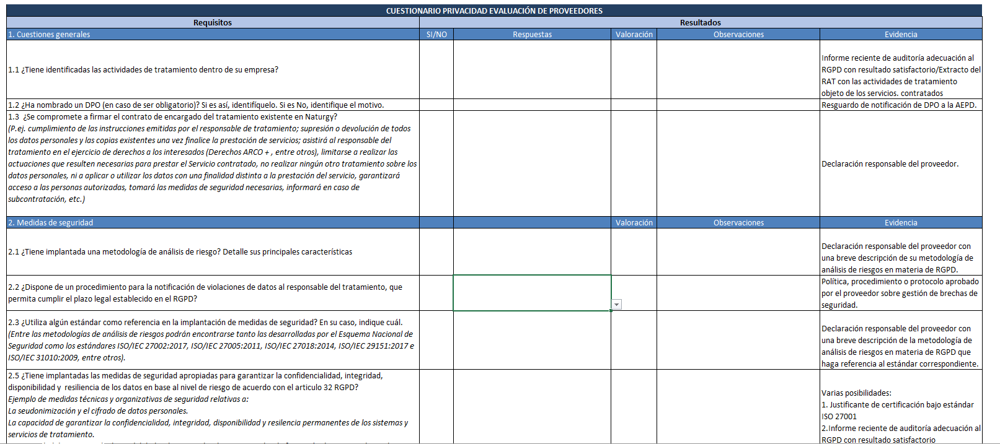 CUESTIONARIO PRIVACIDAD EVALUACIÓN DE PROVEEDORES
Requisitos
Resultados
1. Cuestiones generales
SI/NO
Respuestas
Valoración
Observaciones
Evidencia
1.1 ¿Tiene identificadas las actividades de tratamiento dentro de su empresa?
Informe reciente de auditoría adecuación al
RGPD con resultado satisfactorio/Extracto del
RAT con las actividades de tratamiento
objeto de los servicios. contratados
1.2 ¿Ha nombrado un DPO (en caso de ser obligatorio)? Si es así, identifíquelo. Si es No, identifique el motivo.
Resguardo de notificación de DPO a la AEPD.
1.3  ¿Se compromete a firmar el contrato de encargado del tratamiento existente en Naturgy?
(P.ej. cumplimiento de las instrucciones emitidas por el responsable de tratamiento; supresión o devolución de todos
los datos personales y las copias existentes una vez finalice la prestación de servicios; asistirá al responsable del
tratamiento en el ejercicio de derechos a los interesados (Derechos ARCO + , entre otros), limitarse a realizar las
actuaciones que resulten necesarias para prestar el Servicio contratado, no realizar ningún otro tratamiento sobre los
datos personales, ni a aplicar o utilizar los datos con una finalidad distinta a la prestación del servicio, garantizará
acceso a las personas autorizadas, tomará las medidas de seguridad necesarias, informará en caso de
subcontratación, etc.)
Declaración responsable del proveedor.
2. Medidas de seguridad
Valoración
Observaciones
Evidencia
2.1 ¿Tiene implantada una metodología de análisis de riesgo? Detalle sus principales características
Declaración responsable del proveedor con
una breve descripción de su metodología de
análisis de riesgos en materia de RGPD.
2.2 ¿Dispone de un procedimiento para la notificación de violaciones de datos al responsable del tratamiento, que
permita cumplir el plazo legal establecido en el RGPD?
Política, procedimiento o protocolo aprobado
por el proveedor sobre gestión de brechas de
seguridad.
2.3 ¿Utiliza algún estándar como referencia en la implantación de medidas de seguridad? En su caso, indique cuál.
(Entre las metodologías de análisis de riesgos podrán encontrarse tanto las desarrolladas por el Esquema Nacional de
Seguridad como los estándares ISO/IEC 27002:2017, ISO/IEC 27005:2011, ISO/IEC 27018:2014, ISO/IEC 29151:2017 e
ISO/IEC 31010:2009, entre otros).
Declaración responsable del proveedor con
una breve descripción de la metodología de
análisis de riesgos en materia de RGPD que
haga referencia al estándar correspondiente.
2.5 ¿Tiene implantadas las medidas de seguridad apropiadas para garantizar la confidencialidad, integridad,
disponibilidad y  resiliencia de los datos en base al nivel de riesgo de acuerdo con el articulo 32 RGPD?
Ejemplo de medidas técnicas y organizativas de seguridad relativas a:
La seudonimización y el cifrado de datos personales.
La capacidad de garantizar la confidencialidad, integridad, disponibilidad y resilencia permanentes de los sistemas y
servicios de tratamiento.
Varias posibilidades:
1. Justificante de certificación bajo estándar
ISO 27001
2.Informe reciente de auditoría adecuación al
RGPD con resultado satisfactorio